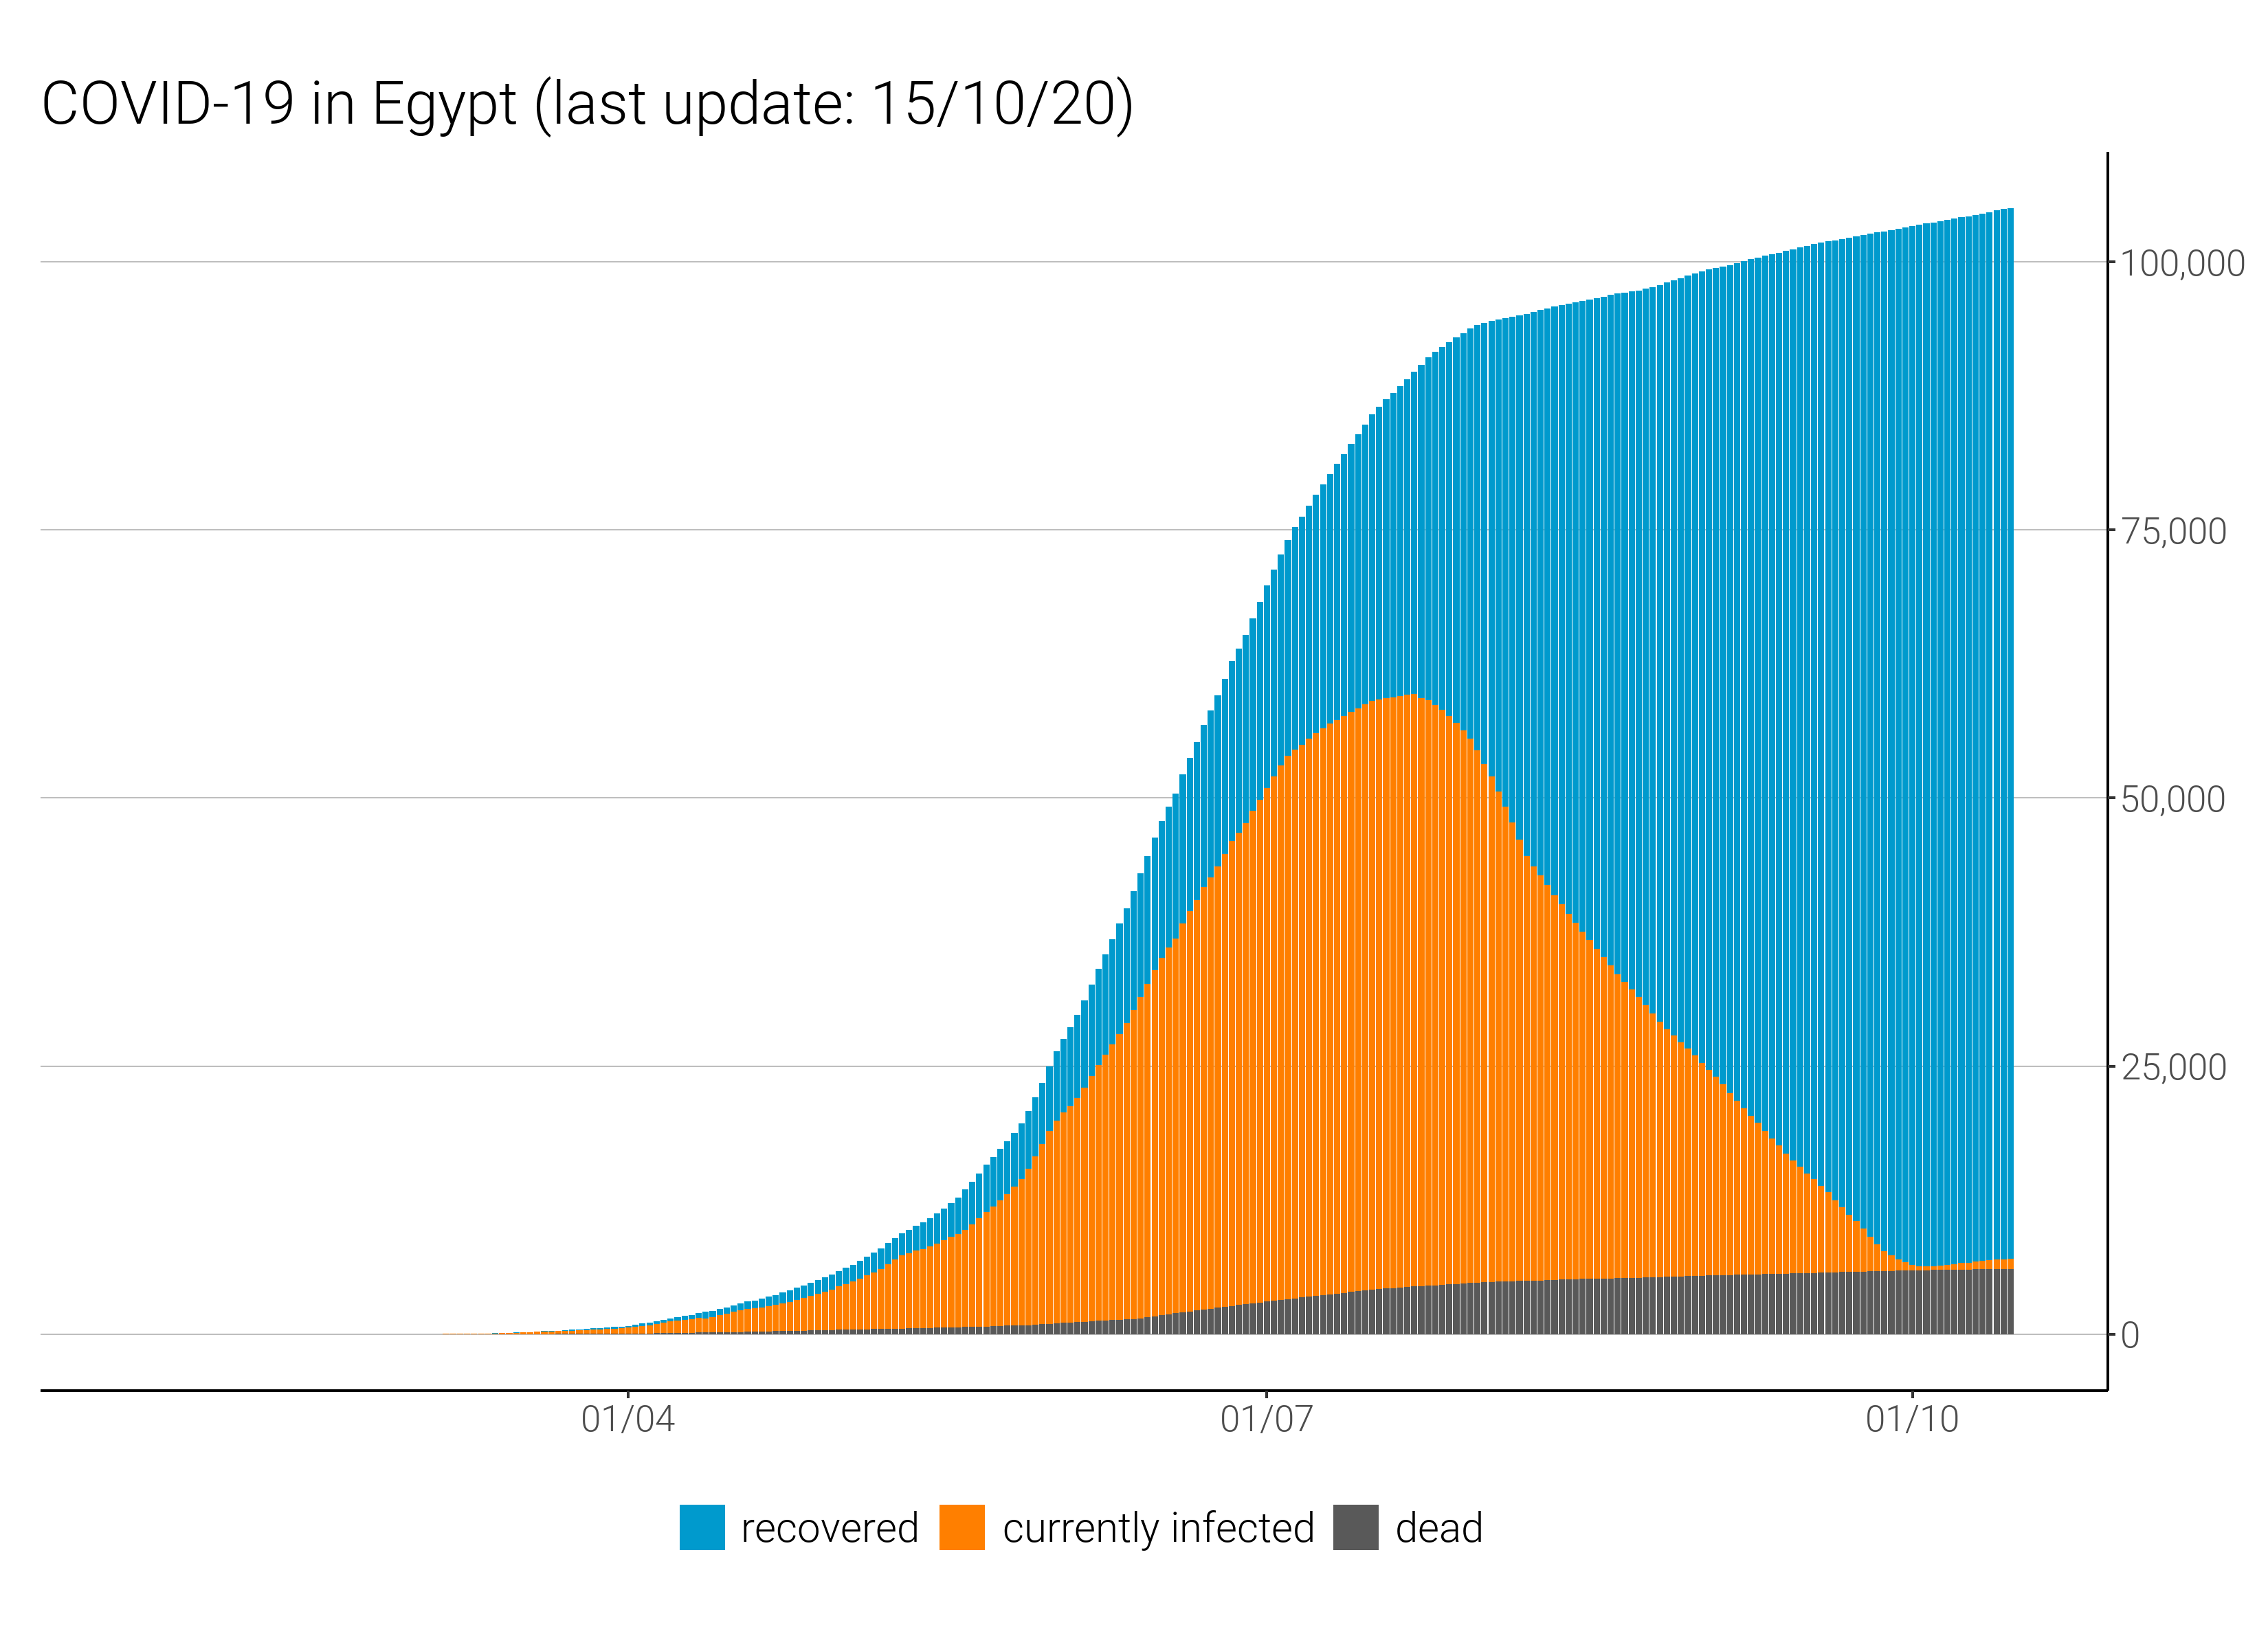 COVID-19 in Egypt (last update: 15/10/20)
100,000
75,000
50,000
25,000
0
01/04 01/07 01/10
recovered currently infected dead